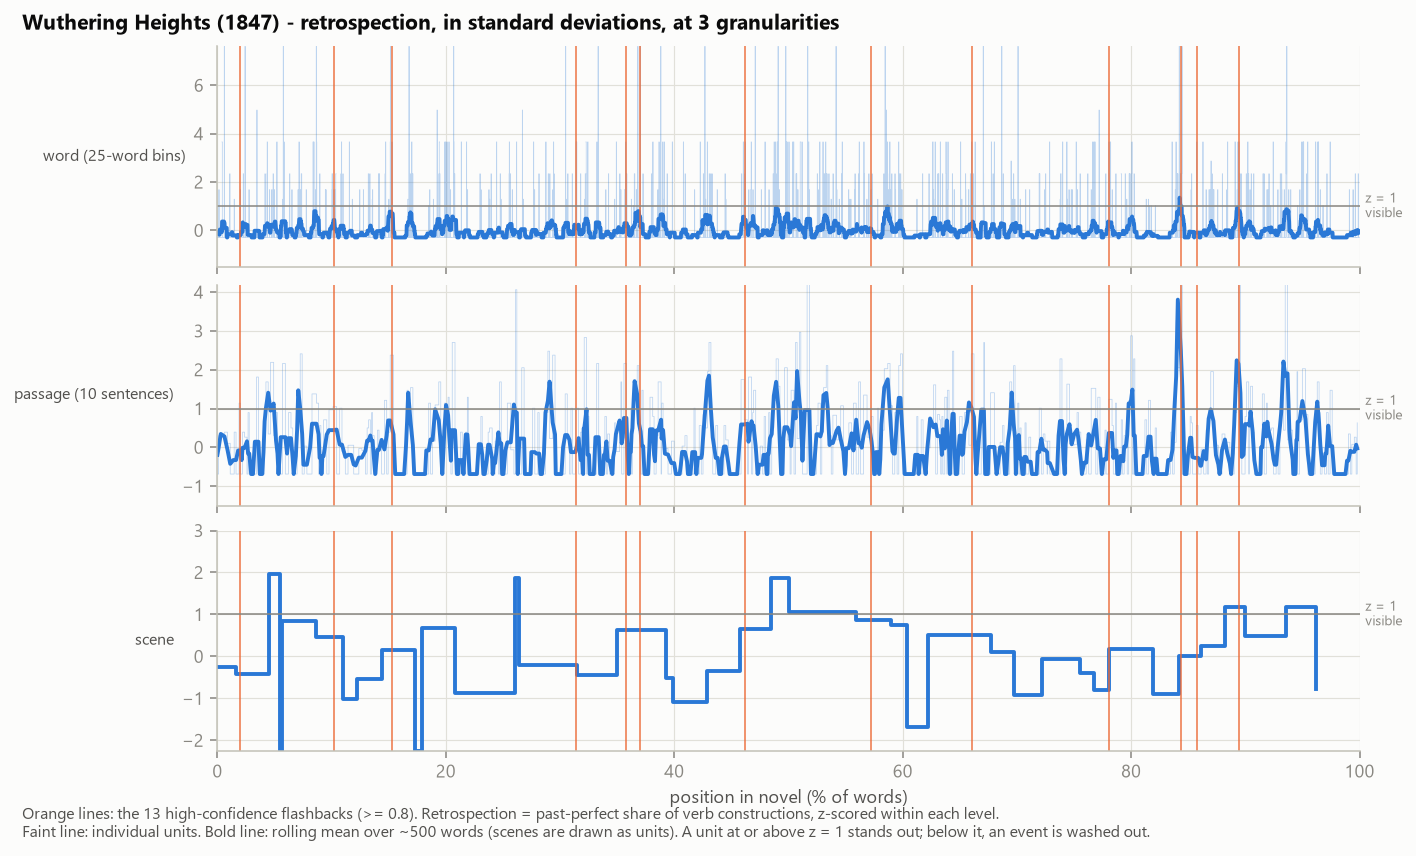 Wuthering Heights (1847) - retrospection, in standard deviations, at 3 granularities
6
4
2
0
word (25-word bins)
z = 1
visible
4
3
2
1
0
−1
passage (10 sentences)
z = 1
visible
3
2
1
0
−1
−2
scene
z = 1
visible
0
20
40
60
80
100
position in novel (% of words)
Orange lines: the 13 high-confidence flashbacks (>= 0.8). Retrospection = past-perfect share of verb constructions, z-scored within each level.
Faint line: individual units. Bold line: rolling mean over ~500 words (scenes are drawn as units). A unit at or above z = 1 stands out; below it, an event is washed out.